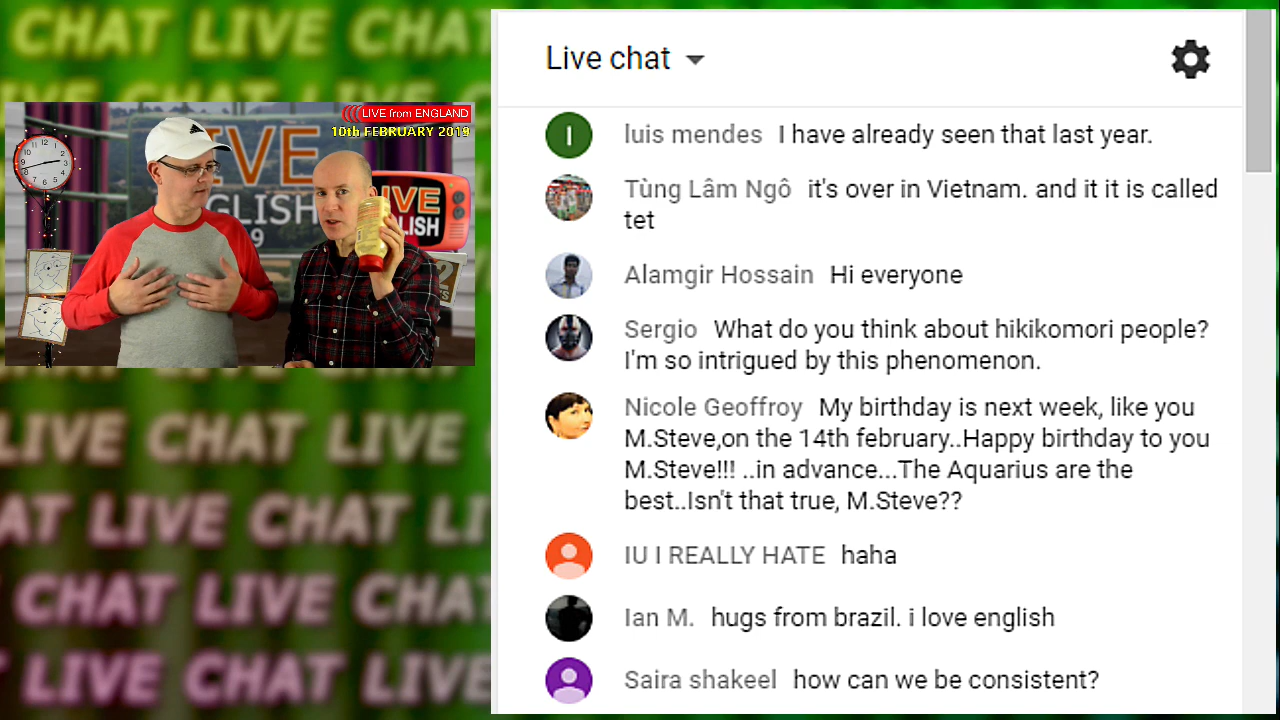 CHAT LIVE CHAT
LIVE CHAT LIVE
Live chat
luis mendes I have already seen that last year.
Tùng Lâm Ngô it's over in Vietnam. and it it is called
tet
Alamgir Hossain Hi everyone
Sergio What do you think about hikikomori people?
I'm so intrigued by this phenomenon.
Nicole Geoffroy My birthday is next week, like you
M.Steve,on the 14th february..Happy birthday to you
M.Steve!!! ..in advance...The Aquarius are the
best..Isn't that true, M.Steve??
IU I REALLY HATE haha
Ian M. hugs from brazil. i love english
Saira shakeel how can we be consistent?
LIVE from ENGLAND
10th FEBRUARY 2019
LIVE CHAT LIVE
AT LIVE CHAT LI
CHAT LIVE CHAT
LIVE CHAT LIVE